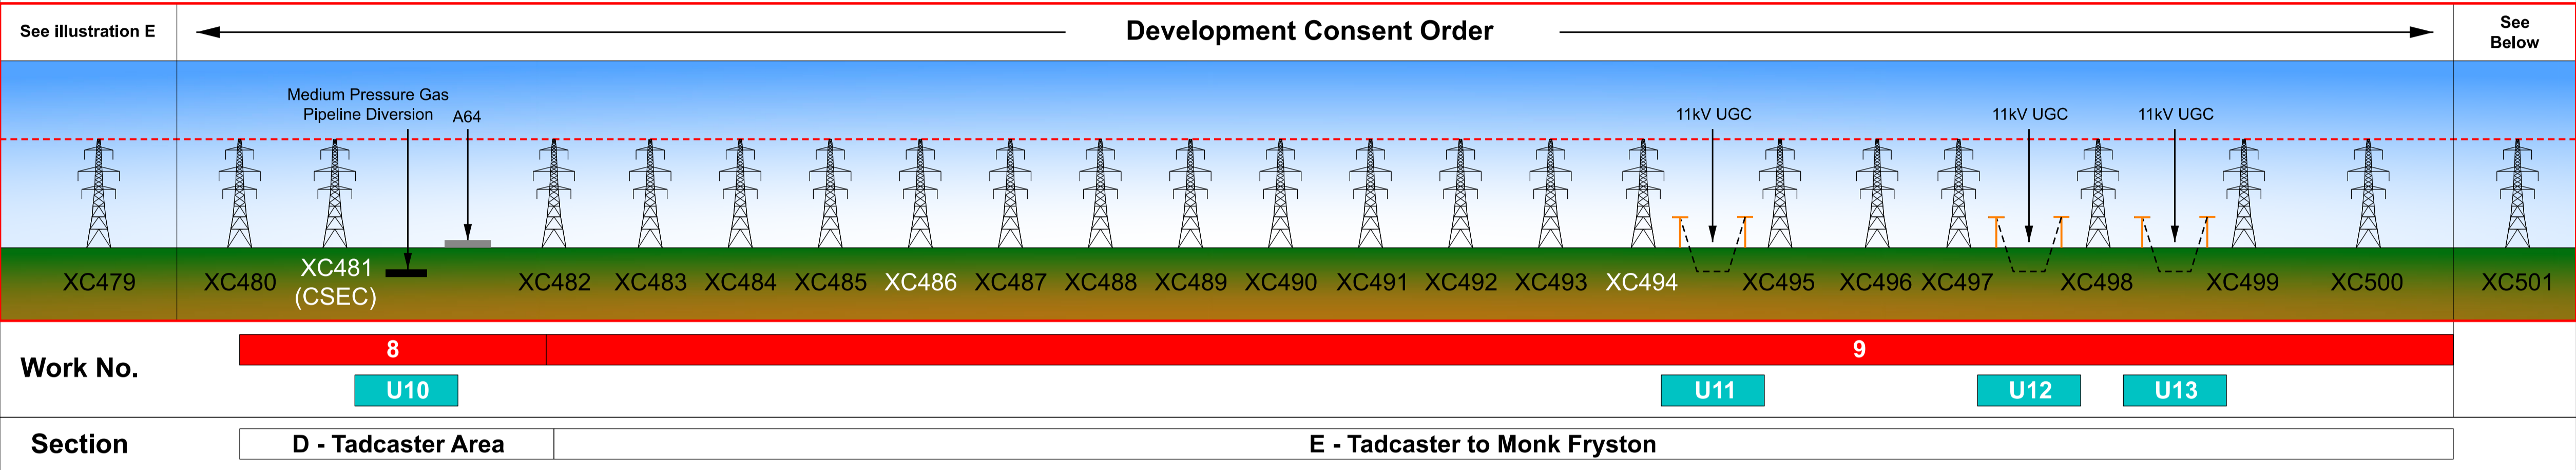 See illustration E
Development Consent Order
See
Below
Medium Pressure Gas
Pipeline Diversion
A64
11kV UGC
11kV UGC
11kV UGC
XC479
XC480
XC481
(CSEC)
XC482
XC483
XC484
XC485
XC486
XC487
XC488
XC489
XC490
XC491
XC492
XC493
XC494
XC495
XC496
XC497
XC498
XC499
XC500
XC501
Work No.
8
9
U10
U11
U12
U13
Section
D - Tadcaster Area
E - Tadcaster to Monk Fryston